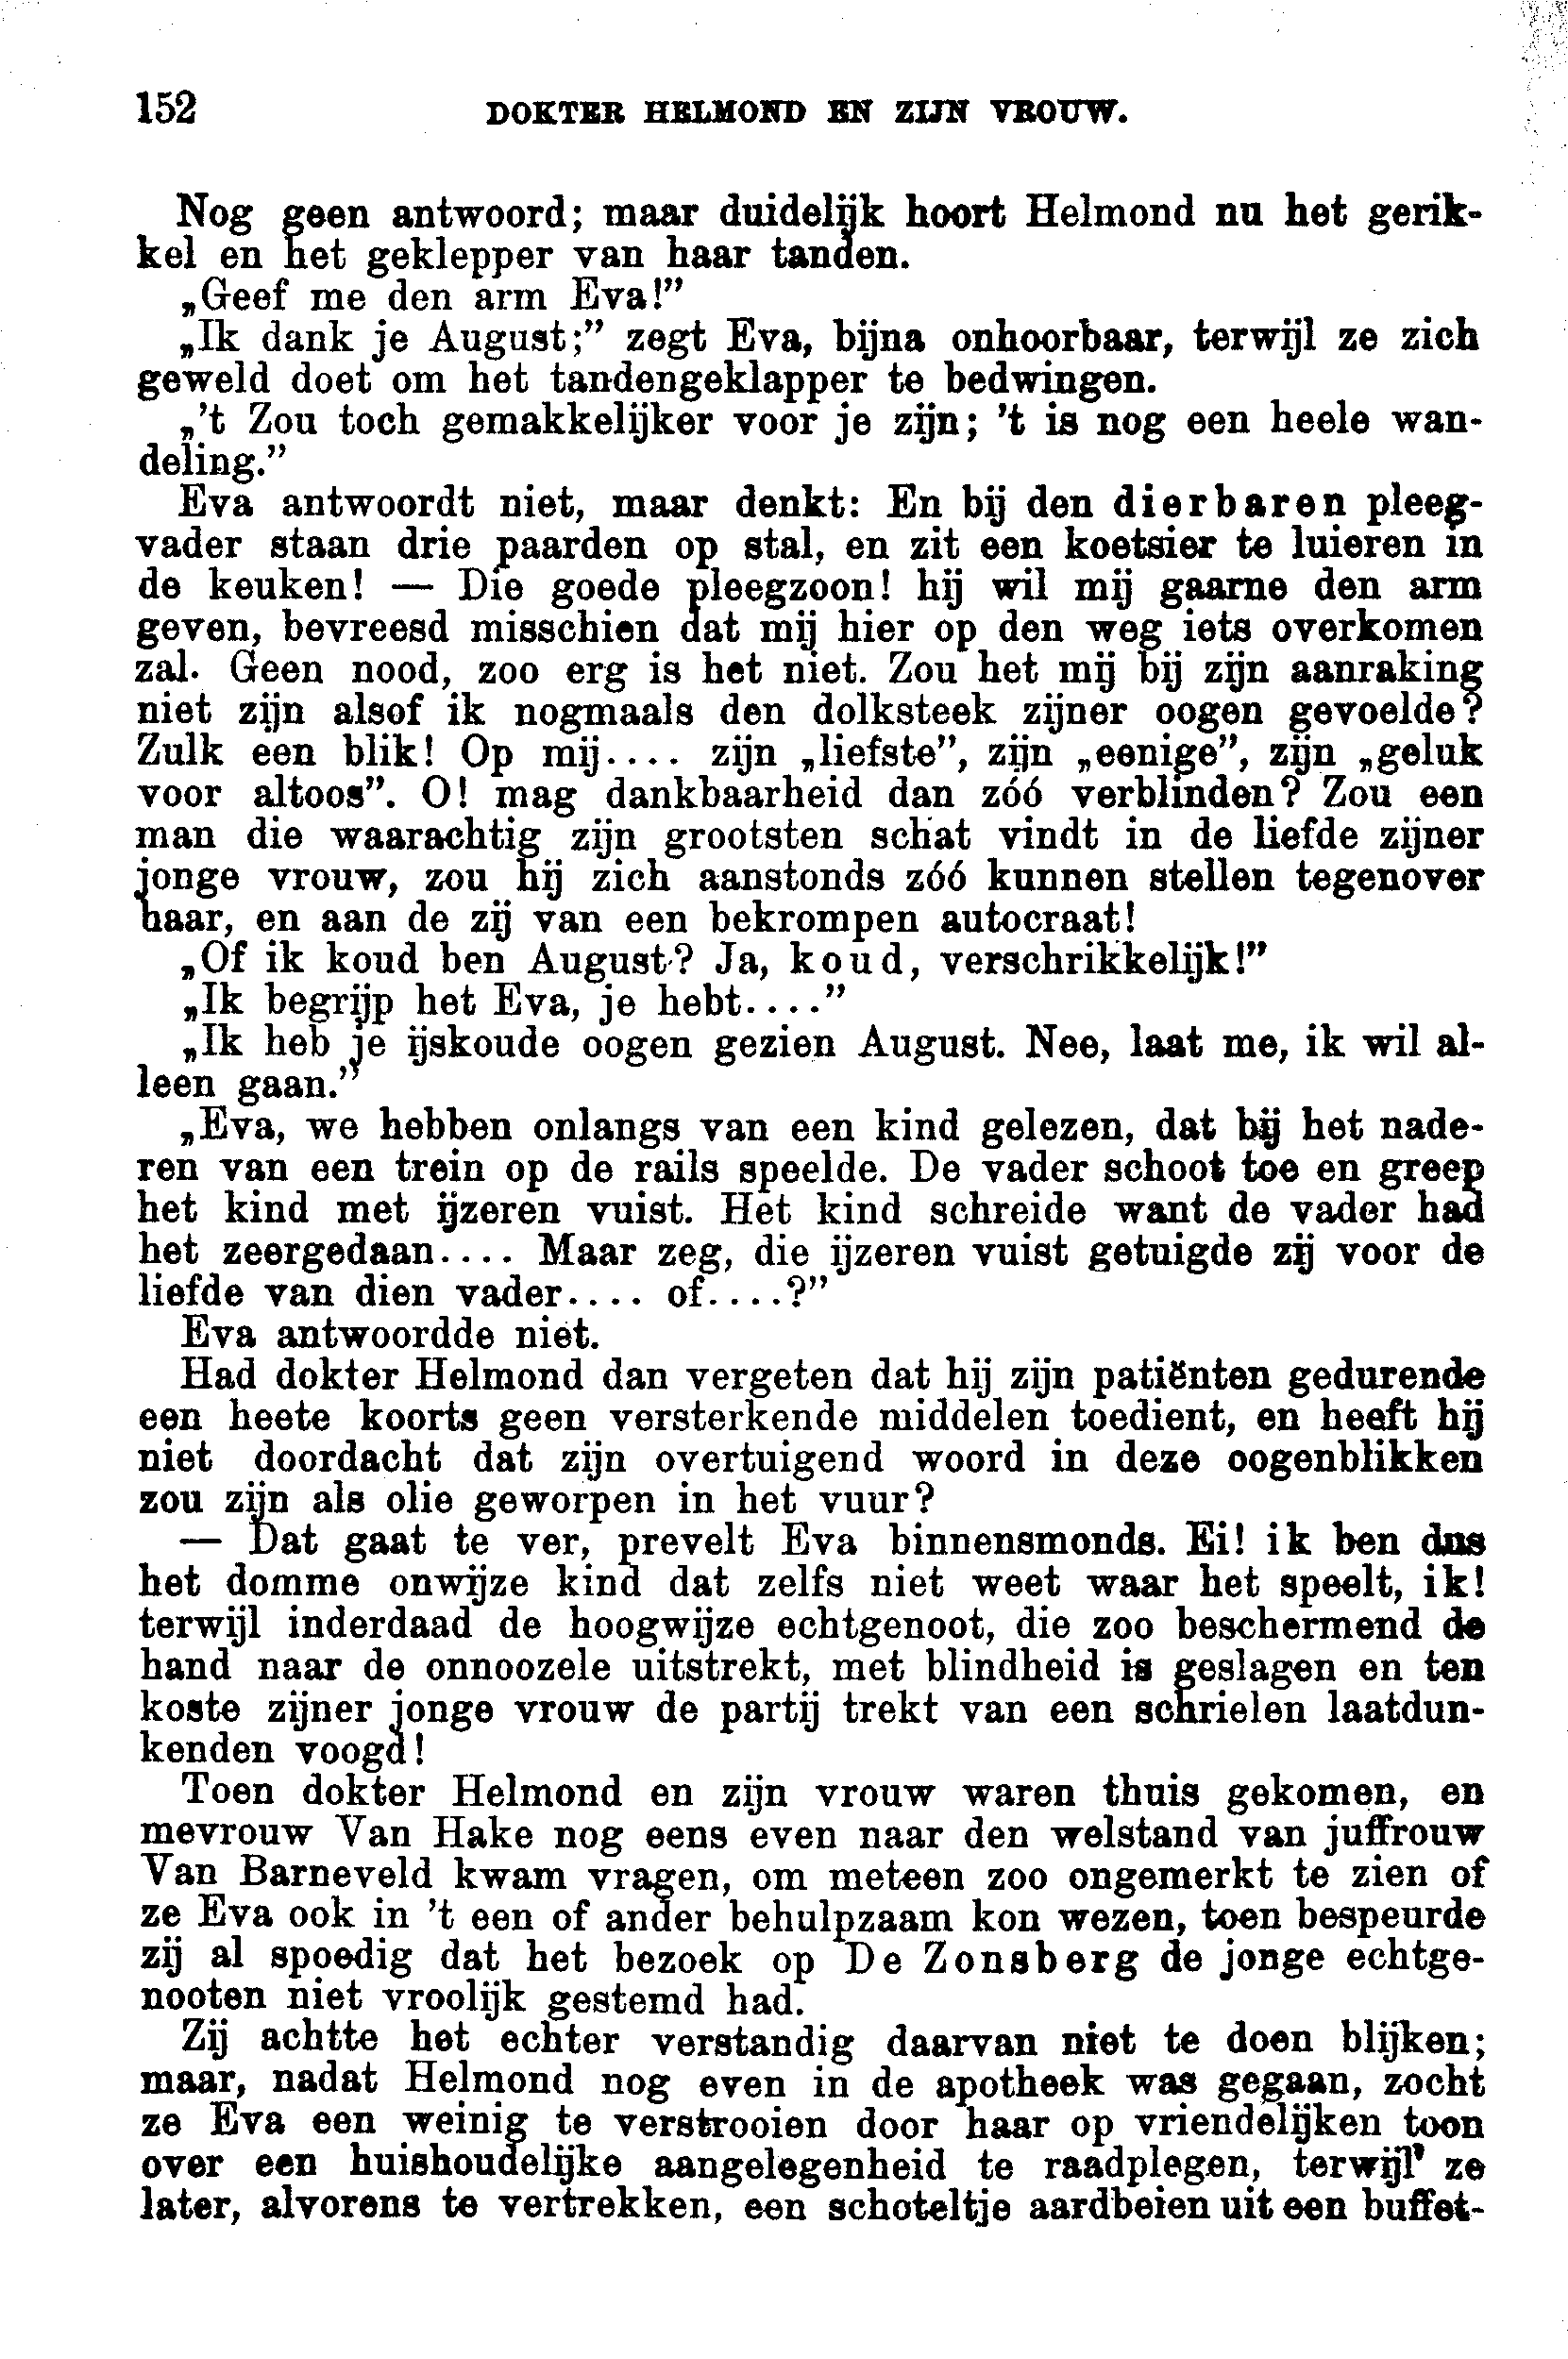 152 DOKTER HELMOND EN ZIJN VROUW.
Nog geen antwoord; maar duidelijk hoort Helmond nu het gerik-
kel en het geklepper van haar tanden.
„Geef me den arm Eva!”
„Ik dank je August;” zegt Eva, bijna onhoorbaar, terwijl ze zich
geweld doet om het tandengeklapper te bedwingen.
„'t Zou toch gemakkelijker voor je zijn; 't is nog een heele wan-
deling.”
Eva antwoordt niet, maar denkt: En bij den dierbaren pleeg-
vader staan drie paarden op stal, en zit een koetsier te luieren in
de keuken! — Die goede pleegzoon! hij wil mij gaarne den arm
geven, bevreesd misschien dat mij hier op den weg iets overkomen
zal. Geen nood, zoo erg is het niet. Zou het mij bij zijn aanraking
niet zijn alsof ik nogmaals den dolksteek zijner oogen gevoelde?
Zulk een blik! Op mij.... zijn „liefste”, zijn „eenige”, zijn „geluk
voor altoos”. O! mag dankbaarheid dan zóó verblinden? Zou een
man die waarachtig zijn grootsten schat vindt in de liefde zijner
jonge vrouw, zou hij zich aanstonds zóó kunnen stellen tegenover
haar, en aan de zij van een bekrompen autocraat!
„Of ik koud ben August? Ja, koud, verschrikkelijk!”
„Ik begrijp het Eva, je hebt....”
„Ik heb je ijskoude oogen gezien August. Nee, laat me, ik wil al-
leen gaan.”
„Eva, we hebben onlangs van een kind gelezen, dat bij het nade-
ren van een trein op de rails speelde. De vader schoot toe en greep
het kind met ijzeren vuist. Het kind schreide want de vader had
het zeergedaan.... Maar zeg, die ijzeren vuist getuigde zij voor de
liefde van dien vader.... of....?”
Eva antwoordde niet.
Had dokter Helmond dan vergeten dat hij zijn patiënten gedurende
een heete koorts geen versterkende middelen toedient, en heeft hij
niet doordacht dat zijn overtuigend woord in deze oogenblikken
zou zijn als olie geworpen in het vuur?
— Dat gaat te ver, prevelt Eva binnensmonds. Ei! ik ben dus
het domme onwijze kind dat zelfs niet weet waar het speelt, ik!
terwijl inderdaad de hoogwijze echtgenoot, die zoo beschermend de
hand naar de onnoozele uitstrekt, met blindheid is geslagen en ten
koste zijner jonge vrouw de partij trekt van een schrielen laatdun-
kenden voogd!
Toen dokter Helmond en zijn vrouw waren thuis gekomen, en
mevrouw Van Hake nog eens even naar den welstand van juffrouw
Van Barneveld kwam vragen, om meteen zoo ongemerkt te zien of
ze Eva ook in 't een of ander behulpzaam kon wezen, toen bespeurde
zij al spoedig dat het bezoek op De Zonsberg de jonge echtge-
nooten niet vroolijk gestemd had.
Zij achtte het echter verstandig daarvan niet te doen blijken;
maar, nadat Helmond nog even in de apotheek was gegaan, zocht
ze Eva een weinig te verstrooien door haar op vriendelijken toon
over een huishoudelijke aangelegenheid te raadplegen, terwijl' ze
later, alvorens te vertrekken, een schoteltje aardbeien uit een buffet-